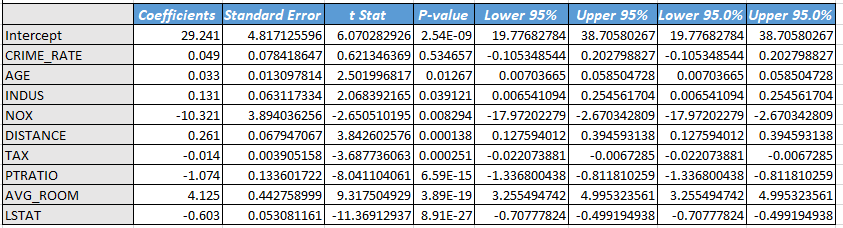 Coefficients Standard Error t Stat P-value Lower 95% Upper 95% Lower 95.0% Upper 95.0%
Intercept 29.241 4.817125596 6.070282926 2.54E-09 19.77682784 38.70580267 19.77682784 38.70580267
CRIME_RATE 0.049 0.078418647 0.621346369 0.534657 -0.105348544 0.202798827 -0.105348544 0.202798827
AGE 0.033 0.013097814 2.501996817 0.01267 0.00703665 0.058504728 0.00703665 0.058504728
INDUS 0.131 0.063117334 2.068392165 0.039121 0.006541094 0.254561704 0.006541094 0.254561704
NOX -10.321 3.894036256 -2.650510195 0.008294 -17.97202279 -2.670342809 -17.97202279 -2.670342809
DISTANCE 0.261 0.067947067 3.842602576 0.000138 0.127594012 0.394593138 0.127594012 0.394593138
TAX -0.014 0.003905158 -3.687736063 0.000251 -0.022073881 -0.0067285 -0.022073881 -0.0067285
PTRATIO -1.074 0.133601722 -8.041104061 6.59E-15 -1.336800438 -0.811810259 -1.336800438 -0.811810259
AVG_ROOM 4.125 0.442758999 9.317504929 3.89E-19 3.255494742 4.995323561 3.255494742 4.995323561
LSTAT -0.603 0.053081161 -11.36912937 8.91E-27 -0.70777824 -0.499194938 -0.70777824 -0.499194938